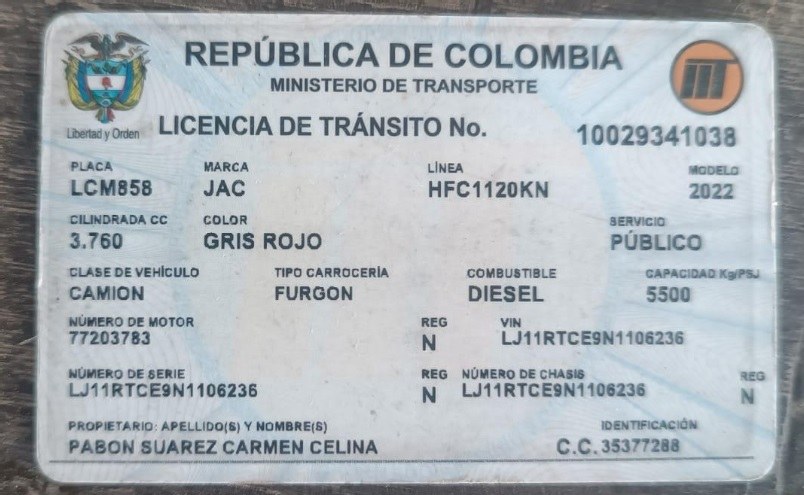 REPÚBLICA DE COLOMBIA
MINISTERIO DE TRANSPORTE
Libertad y Orden
LICENCIA DE TRÁNSITO No. 10029341038
PLACA MARCA LÍNEA MODELO
LCM858 JAC HFC1120KN 2022
CILINDRADA CC COLOR SERVICIO
3.760 GRIS ROJO PÚBLICO
CLASE DE VEHÍCULO TIPO CARROCERÍA COMBUSTIBLE CAPACIDAD Kg/PSJ
CAMION FURGON DIESEL 5500
NÚMERO DE MOTOR REG VIN
77203783 N LJ11RTCE9N1106236
NÚMERO DE SERIE REG NÚMERO DE CHASIS REG
LJ11RTCE9N1106236 N LJ11RTCE9N1106236 N
PROPIETARIO: APELLIDO(S) Y NOMBRE(S) IDENTIFICACIÓN
PABON SUAREZ CARMEN CELINA C.C. 35377288